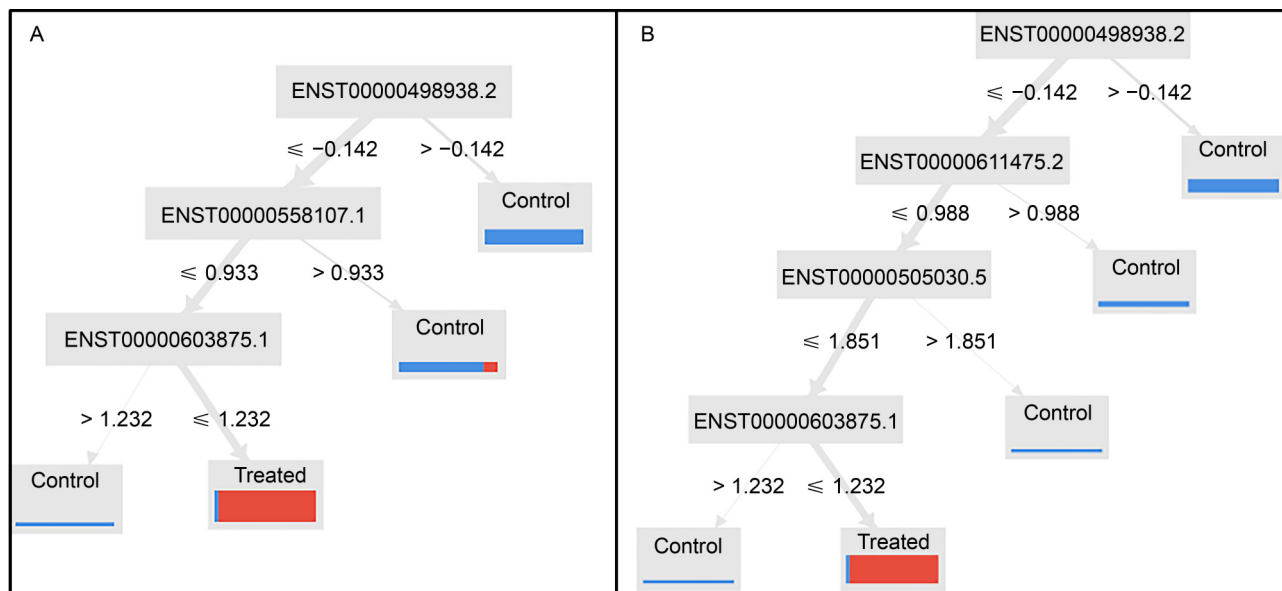 A
ENST00000498938.2
⩽ −0.142 > −0.142
ENST00000558107.1
Control
⩽ 0.933 > 0.933
ENST00000603875.1
Control
> 1.232 ⩽ 1.232
Control
Treated
B
ENST00000498938.2
⩽ −0.142 > −0.142
ENST00000611475.2
Control
⩽ 0.988 > 0.988
ENST00000505030.5
Control
⩽ 1.851 > 1.851
ENST00000603875.1
Control
> 1.232 ⩽ 1.232
Control
Treated